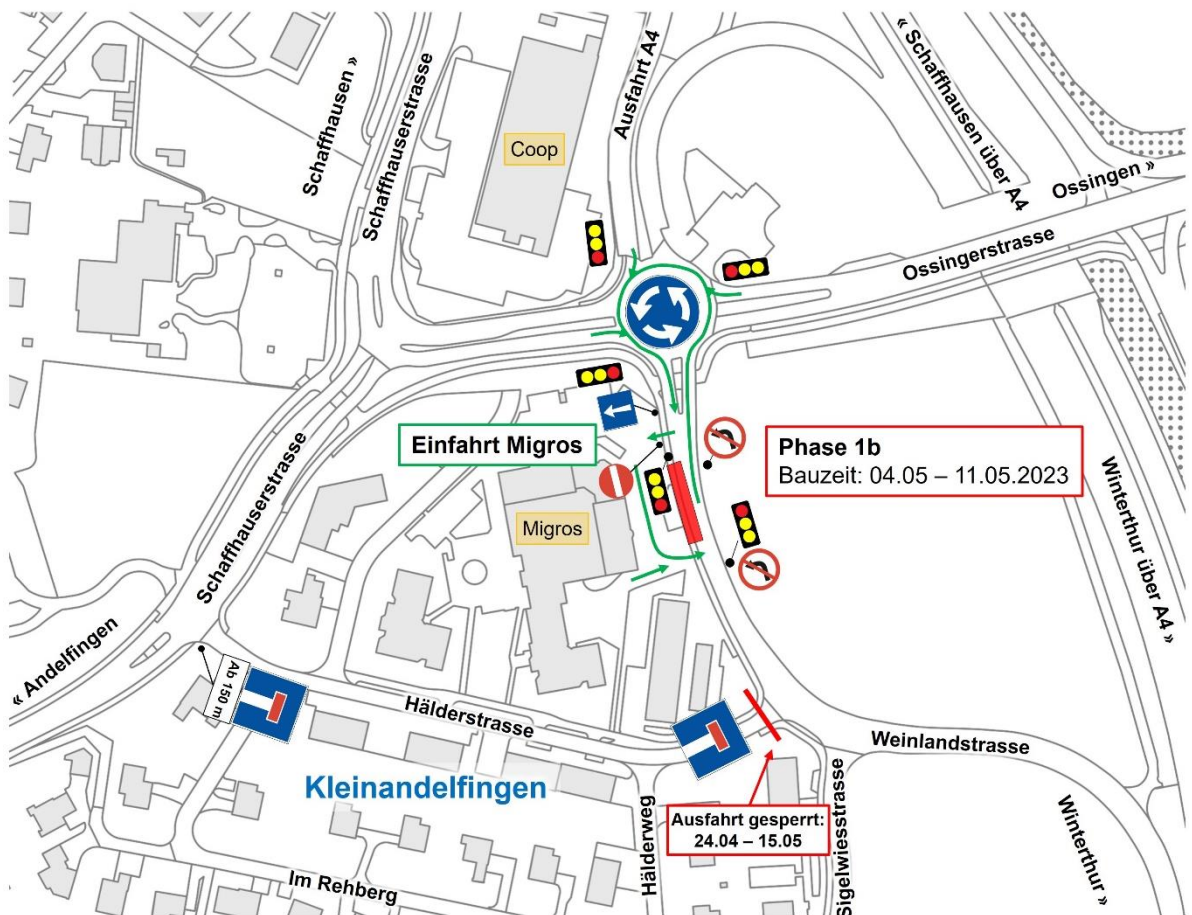 Schaffhausen »
Schaffhauserstrasse
Coop
Ausfahrt A4
« Schaffhausen über A4
Ossingen »
Ossingerstrasse
Einfahrt Migros
Phase 1b
Bauzeit: 04.05 – 11.05.2023
Migros
Schaffhauserstrasse
Winterthur über A4 »
« Andelfingen
Ab 150 m
Hälderstrasse
Weinlandstrasse
Kleinandelfingen
Ausfahrt gesperrt:
24.04 – 15.05
Hälderweg
Sigelwiesstrasse
Winterthur »
Im Rehberg